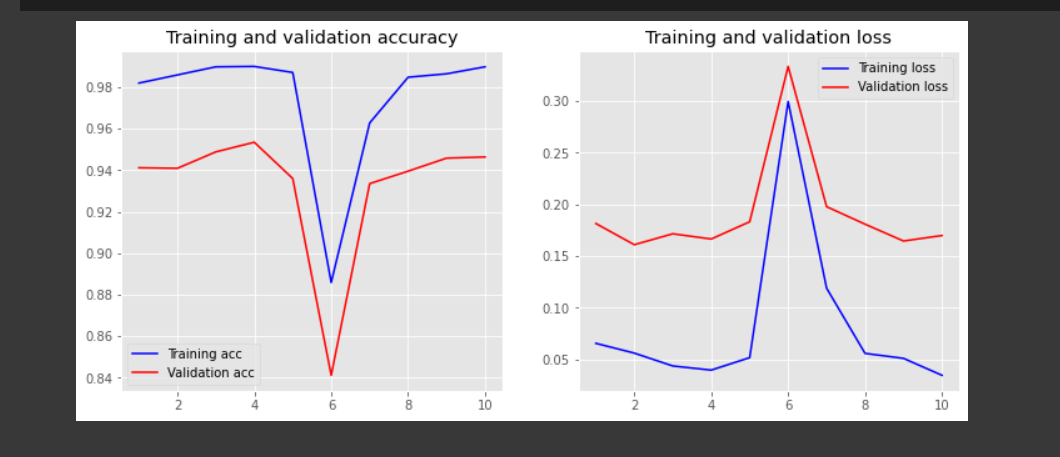 Training and validation accuracy
0.98
0.96
0.94
0.92
0.90
0.88
0.86
0.84
Training acc
Validation acc
2 4 6 8 10
Training and validation loss
Training loss
Validation loss
0.30
0.25
0.20
0.15
0.10
0.05
2 4 6 8 10